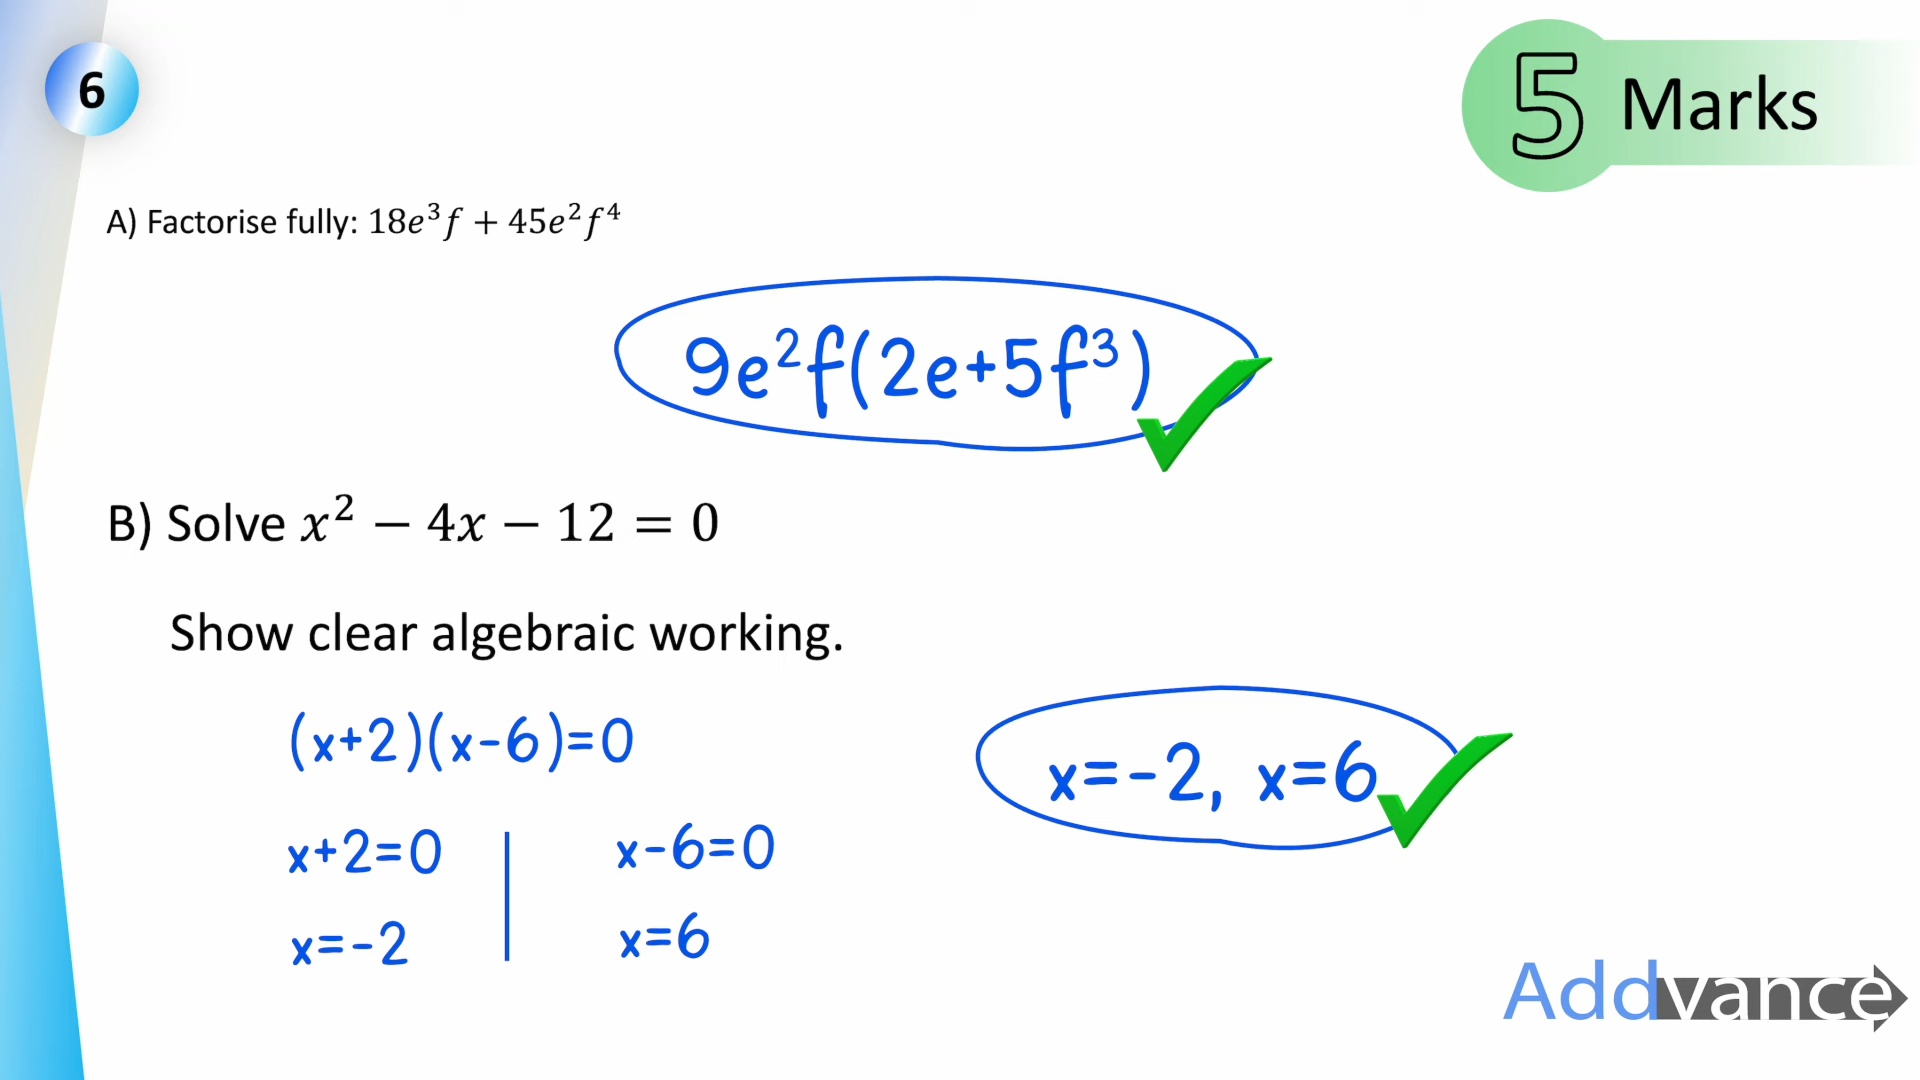 6
5 Marks
A) Factorise fully: 18e³f + 45e²f⁴
9e²f(2e+5f³)
B) Solve x² − 4x − 12 = 0
Show clear algebraic working.
(x+2)(x-6)=0
x+2=0
x=-2
x-6=0
x=6
x=-2, x=6
Addvance